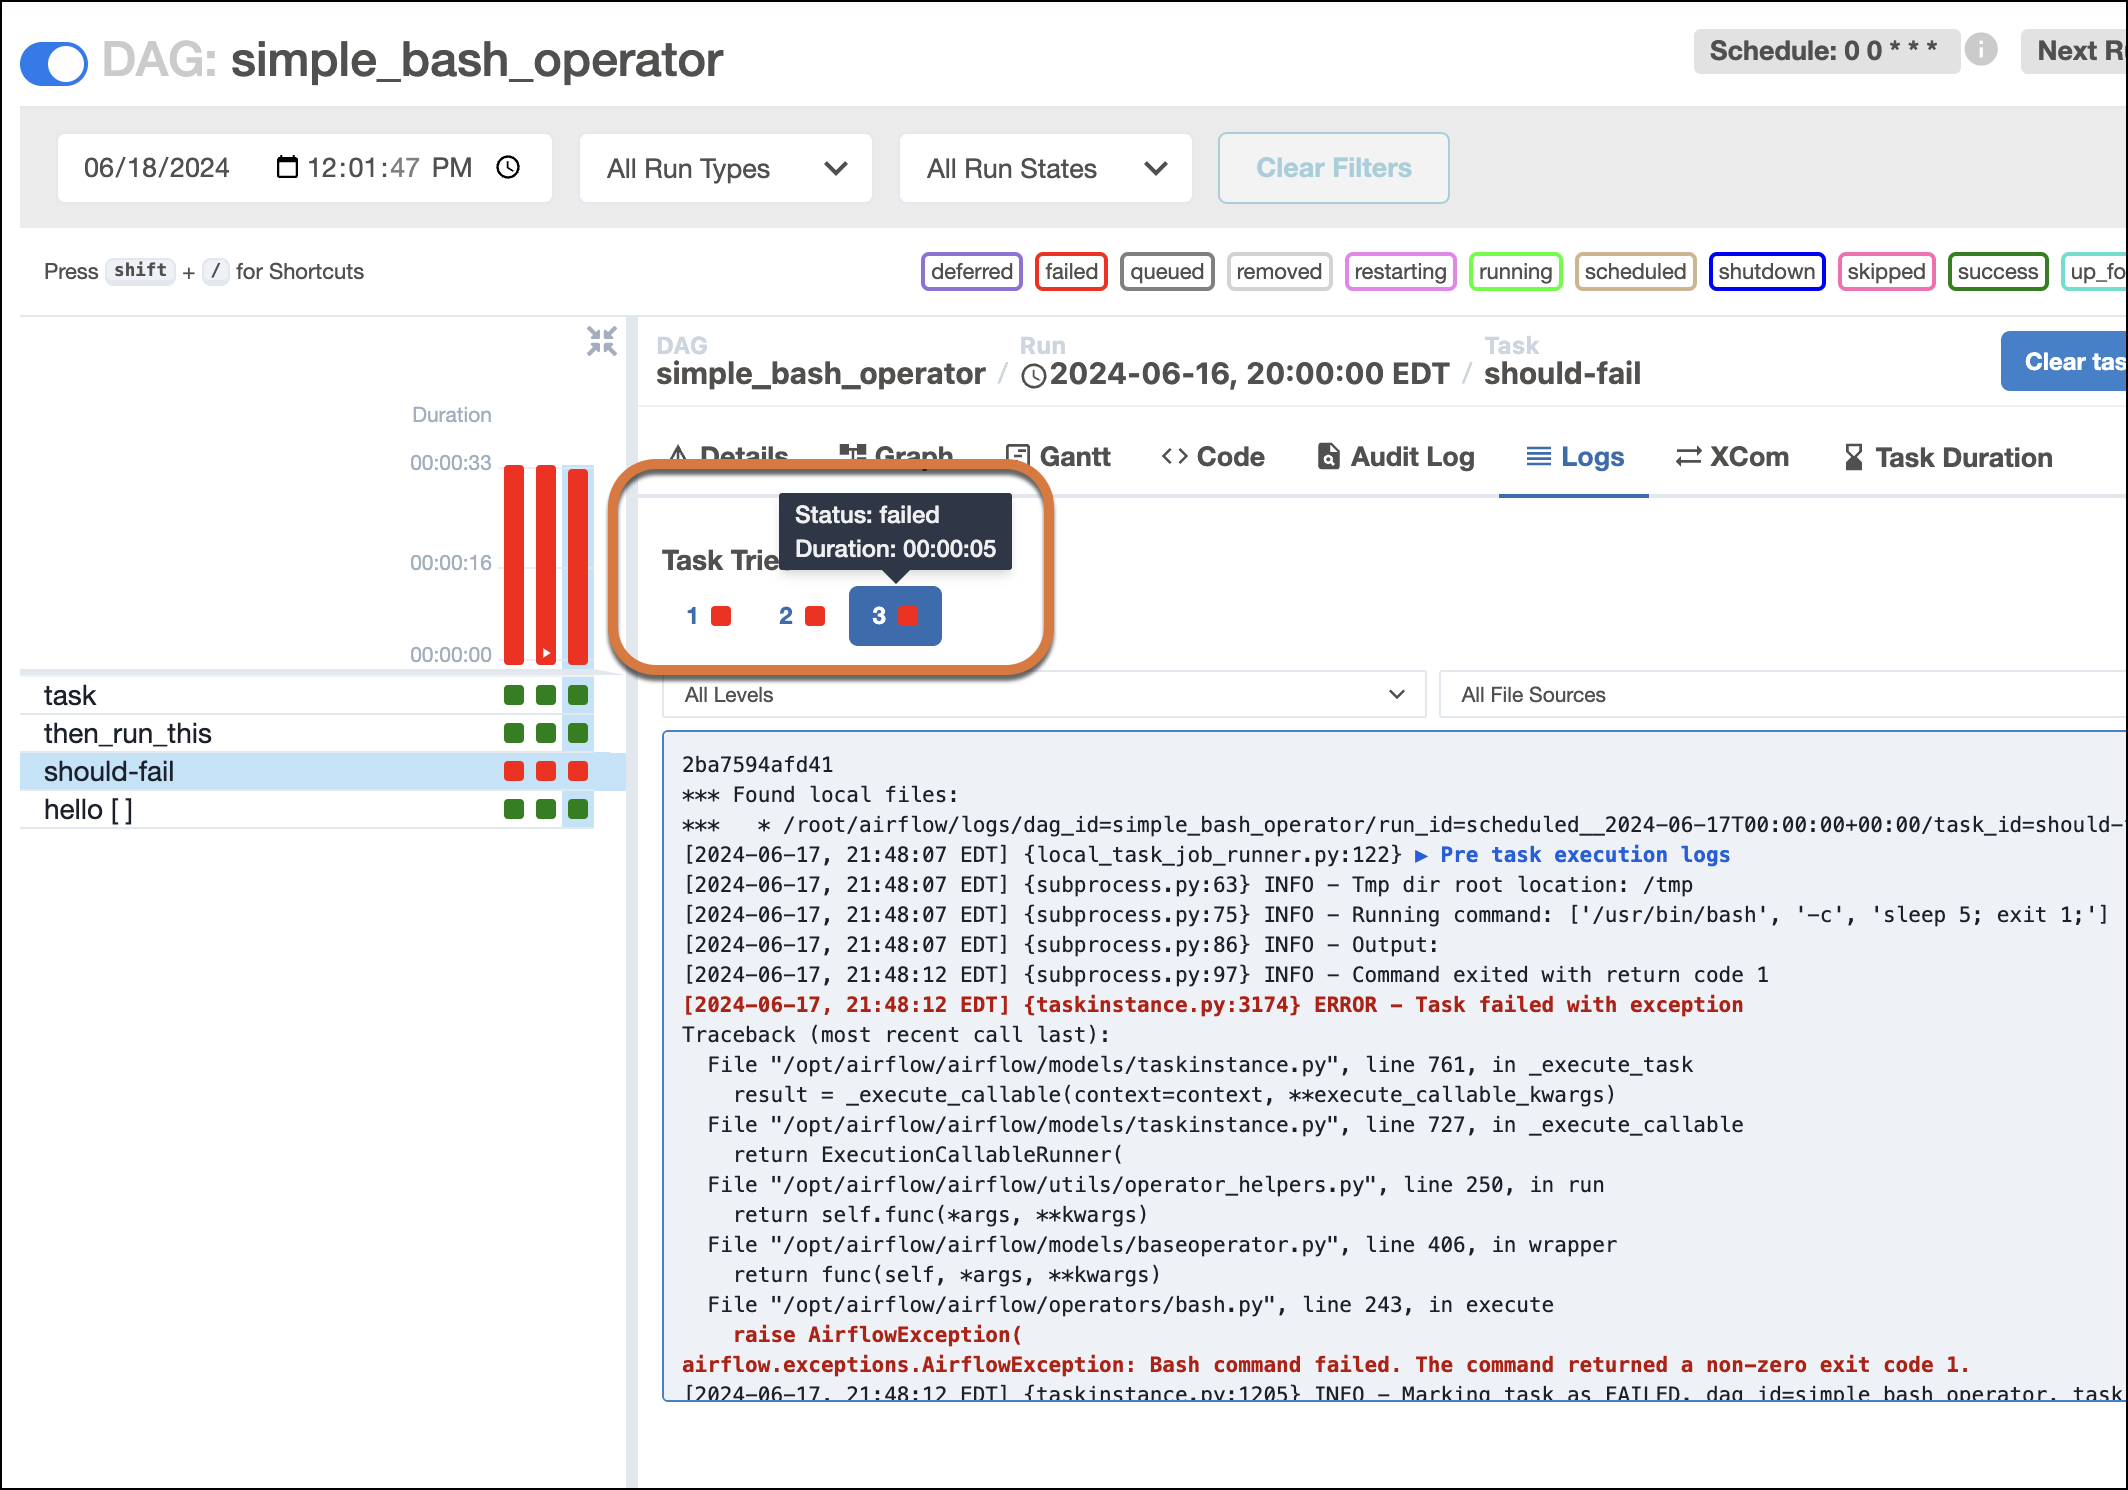 DAG: simple_bash_operator
Schedule: 0 0 * * *
Next R
06/18/2024 12:01:47 PM
All Run Types
All Run States
Clear Filters
Press shift + / for Shortcuts
deferred
failed
queued
removed
restarting
running
scheduled
shutdown
skipped
success
up_fo
Duration
00:00:33
00:00:16
00:00:00
task
then_run_this
should-fail
hello [ ]
DAG
simple_bash_operator /
Run
2024-06-16, 20:00:00 EDT /
Task
should-fail
Clear tas
Details
Graph
Gantt
Code
Audit Log
Logs
XCom
Task Duration
Status: failed
Duration: 00:00:05
Task Trie
1
2
3
All Levels
All File Sources
2ba7594afd41
*** Found local files:
***   * /root/airflow/logs/dag_id=simple_bash_operator/run_id=scheduled__2024-06-17T00:00:00+00:00/task_id=should-
[2024-06-17, 21:48:07 EDT] {local_task_job_runner.py:122} ▶ Pre task execution logs
[2024-06-17, 21:48:07 EDT] {subprocess.py:63} INFO - Tmp dir root location: /tmp
[2024-06-17, 21:48:07 EDT] {subprocess.py:75} INFO - Running command: ['/usr/bin/bash', '-c', 'sleep 5; exit 1;']
[2024-06-17, 21:48:07 EDT] {subprocess.py:86} INFO - Output:
[2024-06-17, 21:48:12 EDT] {subprocess.py:97} INFO - Command exited with return code 1
[2024-06-17, 21:48:12 EDT] {taskinstance.py:3174} ERROR - Task failed with exception
Traceback (most recent call last):
  File "/opt/airflow/airflow/models/taskinstance.py", line 761, in _execute_task
    result = _execute_callable(context=context, **execute_callable_kwargs)
  File "/opt/airflow/airflow/models/taskinstance.py", line 727, in _execute_callable
    return ExecutionCallableRunner(
  File "/opt/airflow/airflow/utils/operator_helpers.py", line 250, in run
    return self.func(*args, **kwargs)
  File "/opt/airflow/airflow/models/baseoperator.py", line 406, in wrapper
    return func(self, *args, **kwargs)
  File "/opt/airflow/airflow/operators/bash.py", line 243, in execute
    raise AirflowException(
airflow.exceptions.AirflowException: Bash command failed. The command returned a non-zero exit code 1.
[2024-06-17, 21:48:12 EDT] {taskinstance.py:1205} INFO - Marking task as FAILED. dag_id=simple_bash_operator, task